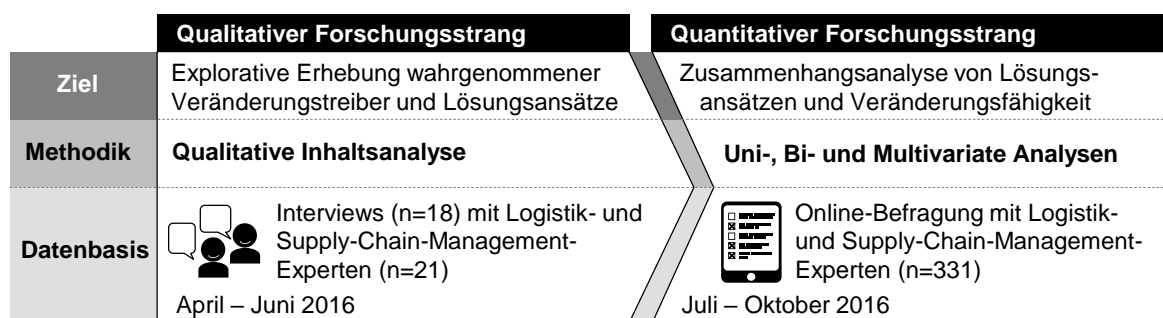 Qualitativer Forschungsstrang
Quantitativer Forschungsstrang
Ziel
Explorative Erhebung wahrgenommener
Veränderungstreiber und Lösungsansätze
Zusammenhangsanalyse von Lösungs-
ansätzen und Veränderungsfähigkeit
Methodik
Qualitative Inhaltsanalyse
Uni-, Bi- und Multivariate Analysen
Datenbasis
Interviews (n=18) mit Logistik- und
Supply-Chain-Management-
Experten (n=21)
April – Juni 2016
Online-Befragung mit Logistik-
und Supply-Chain-Management-
Experten (n=331)
Juli – Oktober 2016